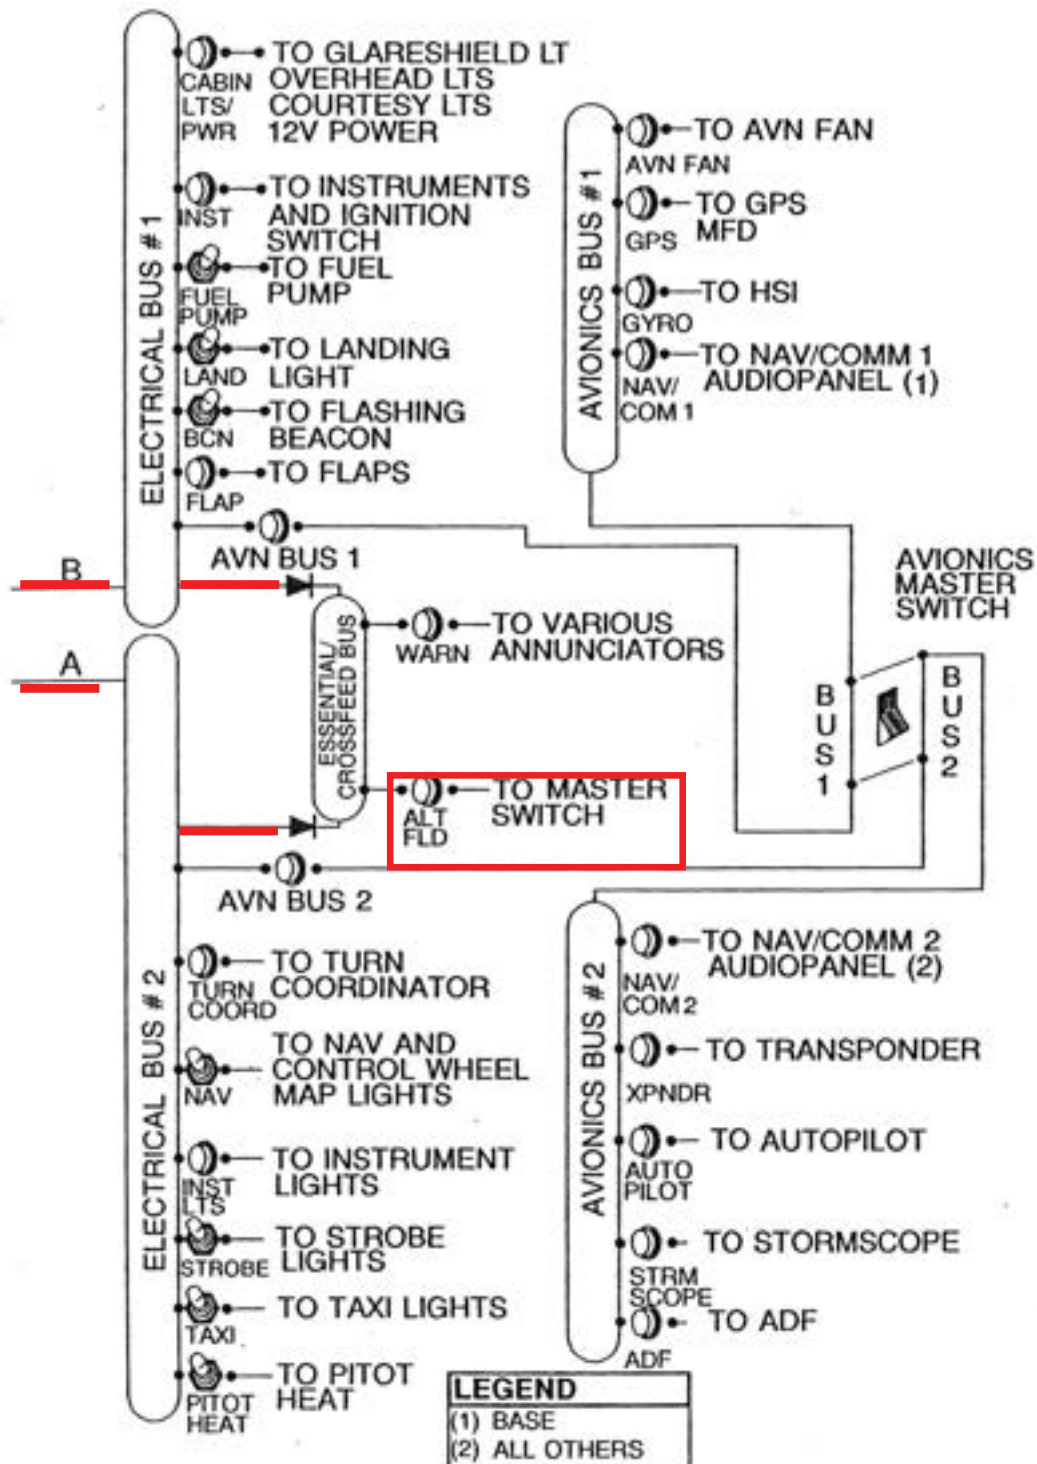 ELECTRICAL BUS #1
CABIN
LTS/
PWR
TO GLARESHIELD LT
OVERHEAD LTS
COURTESY LTS
12V POWER
INST
TO INSTRUMENTS
AND IGNITION
SWITCH
FUEL
PUMP
TO FUEL
PUMP
LAND
TO LANDING
LIGHT
BCN
TO FLASHING
BEACON
FLAP
TO FLAPS
AVN BUS 1
B
A
ESSENTIAL/
CROSSFEED BUS
WARN
TO VARIOUS
ANNUNCIATORS
ALT
FLD
TO MASTER
SWITCH
AVN BUS 2
ELECTRICAL BUS #2
TURN
COORD
TO TURN
COORDINATOR
NAV
TO NAV AND
CONTROL WHEEL
MAP LIGHTS
INST
LTS
TO INSTRUMENT
LIGHTS
STROBE
TO STROBE
LIGHTS
TAXI
TO TAXI LIGHTS
PITOT
HEAT
TO PITOT
HEAT
AVIONICS BUS #1
AVN FAN
TO AVN FAN
GPS
TO GPS
MFD
GYRO
TO HSI
NAV/
COM 1
TO NAV/COMM 1
AUDIOPANEL (1)
AVIONICS
MASTER
SWITCH
BUS 1
BUS 2
AVIONICS BUS #2
NAV/
COM 2
TO NAV/COMM 2
AUDIOPANEL (2)
XPNDR
TO TRANSPONDER
AUTO
PILOT
TO AUTOPILOT
STRM
SCOPE
TO STORMSCOPE
ADF
TO ADF
LEGEND
(1) BASE
(2) ALL OTHERS